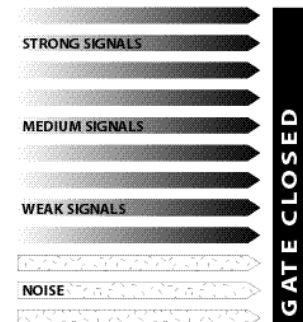 STRONG SIGNALS
MEDIUM SIGNALS
WEAK SIGNALS
NOISE
GATE CLOSED